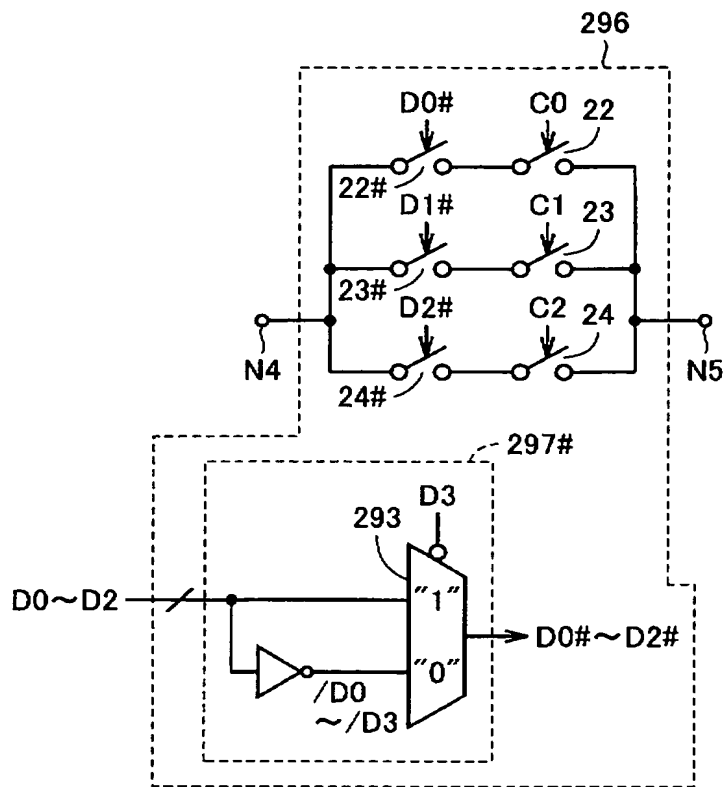 296
D0# C0
22
22#
D1# C1
23
23#
D2# C2
24
24#
N4
N5
297#
D3
293
"1"
D0～D2
D0#～D2#
"0"
/D0
～/D3